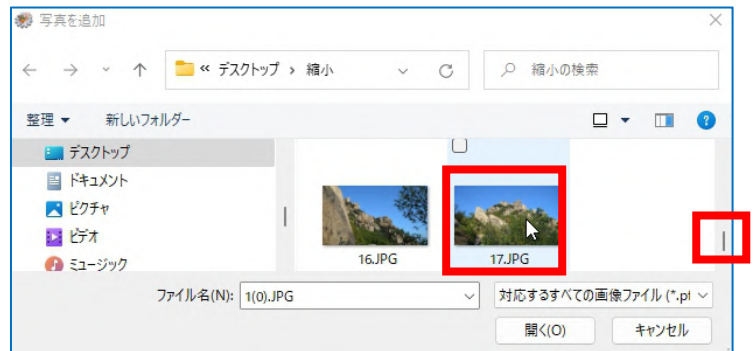 写真を追加
« デスクトップ › 縮小
縮小の検索
整理 新しいフォルダー
デスクトップ
ドキュメント
ピクチャ
ビデオ
ミュージック
16.JPG
17.JPG
ファイル名(N): 1(0).JPG
対応するすべての画像ファイル (*.pt
開く(O) キャンセル